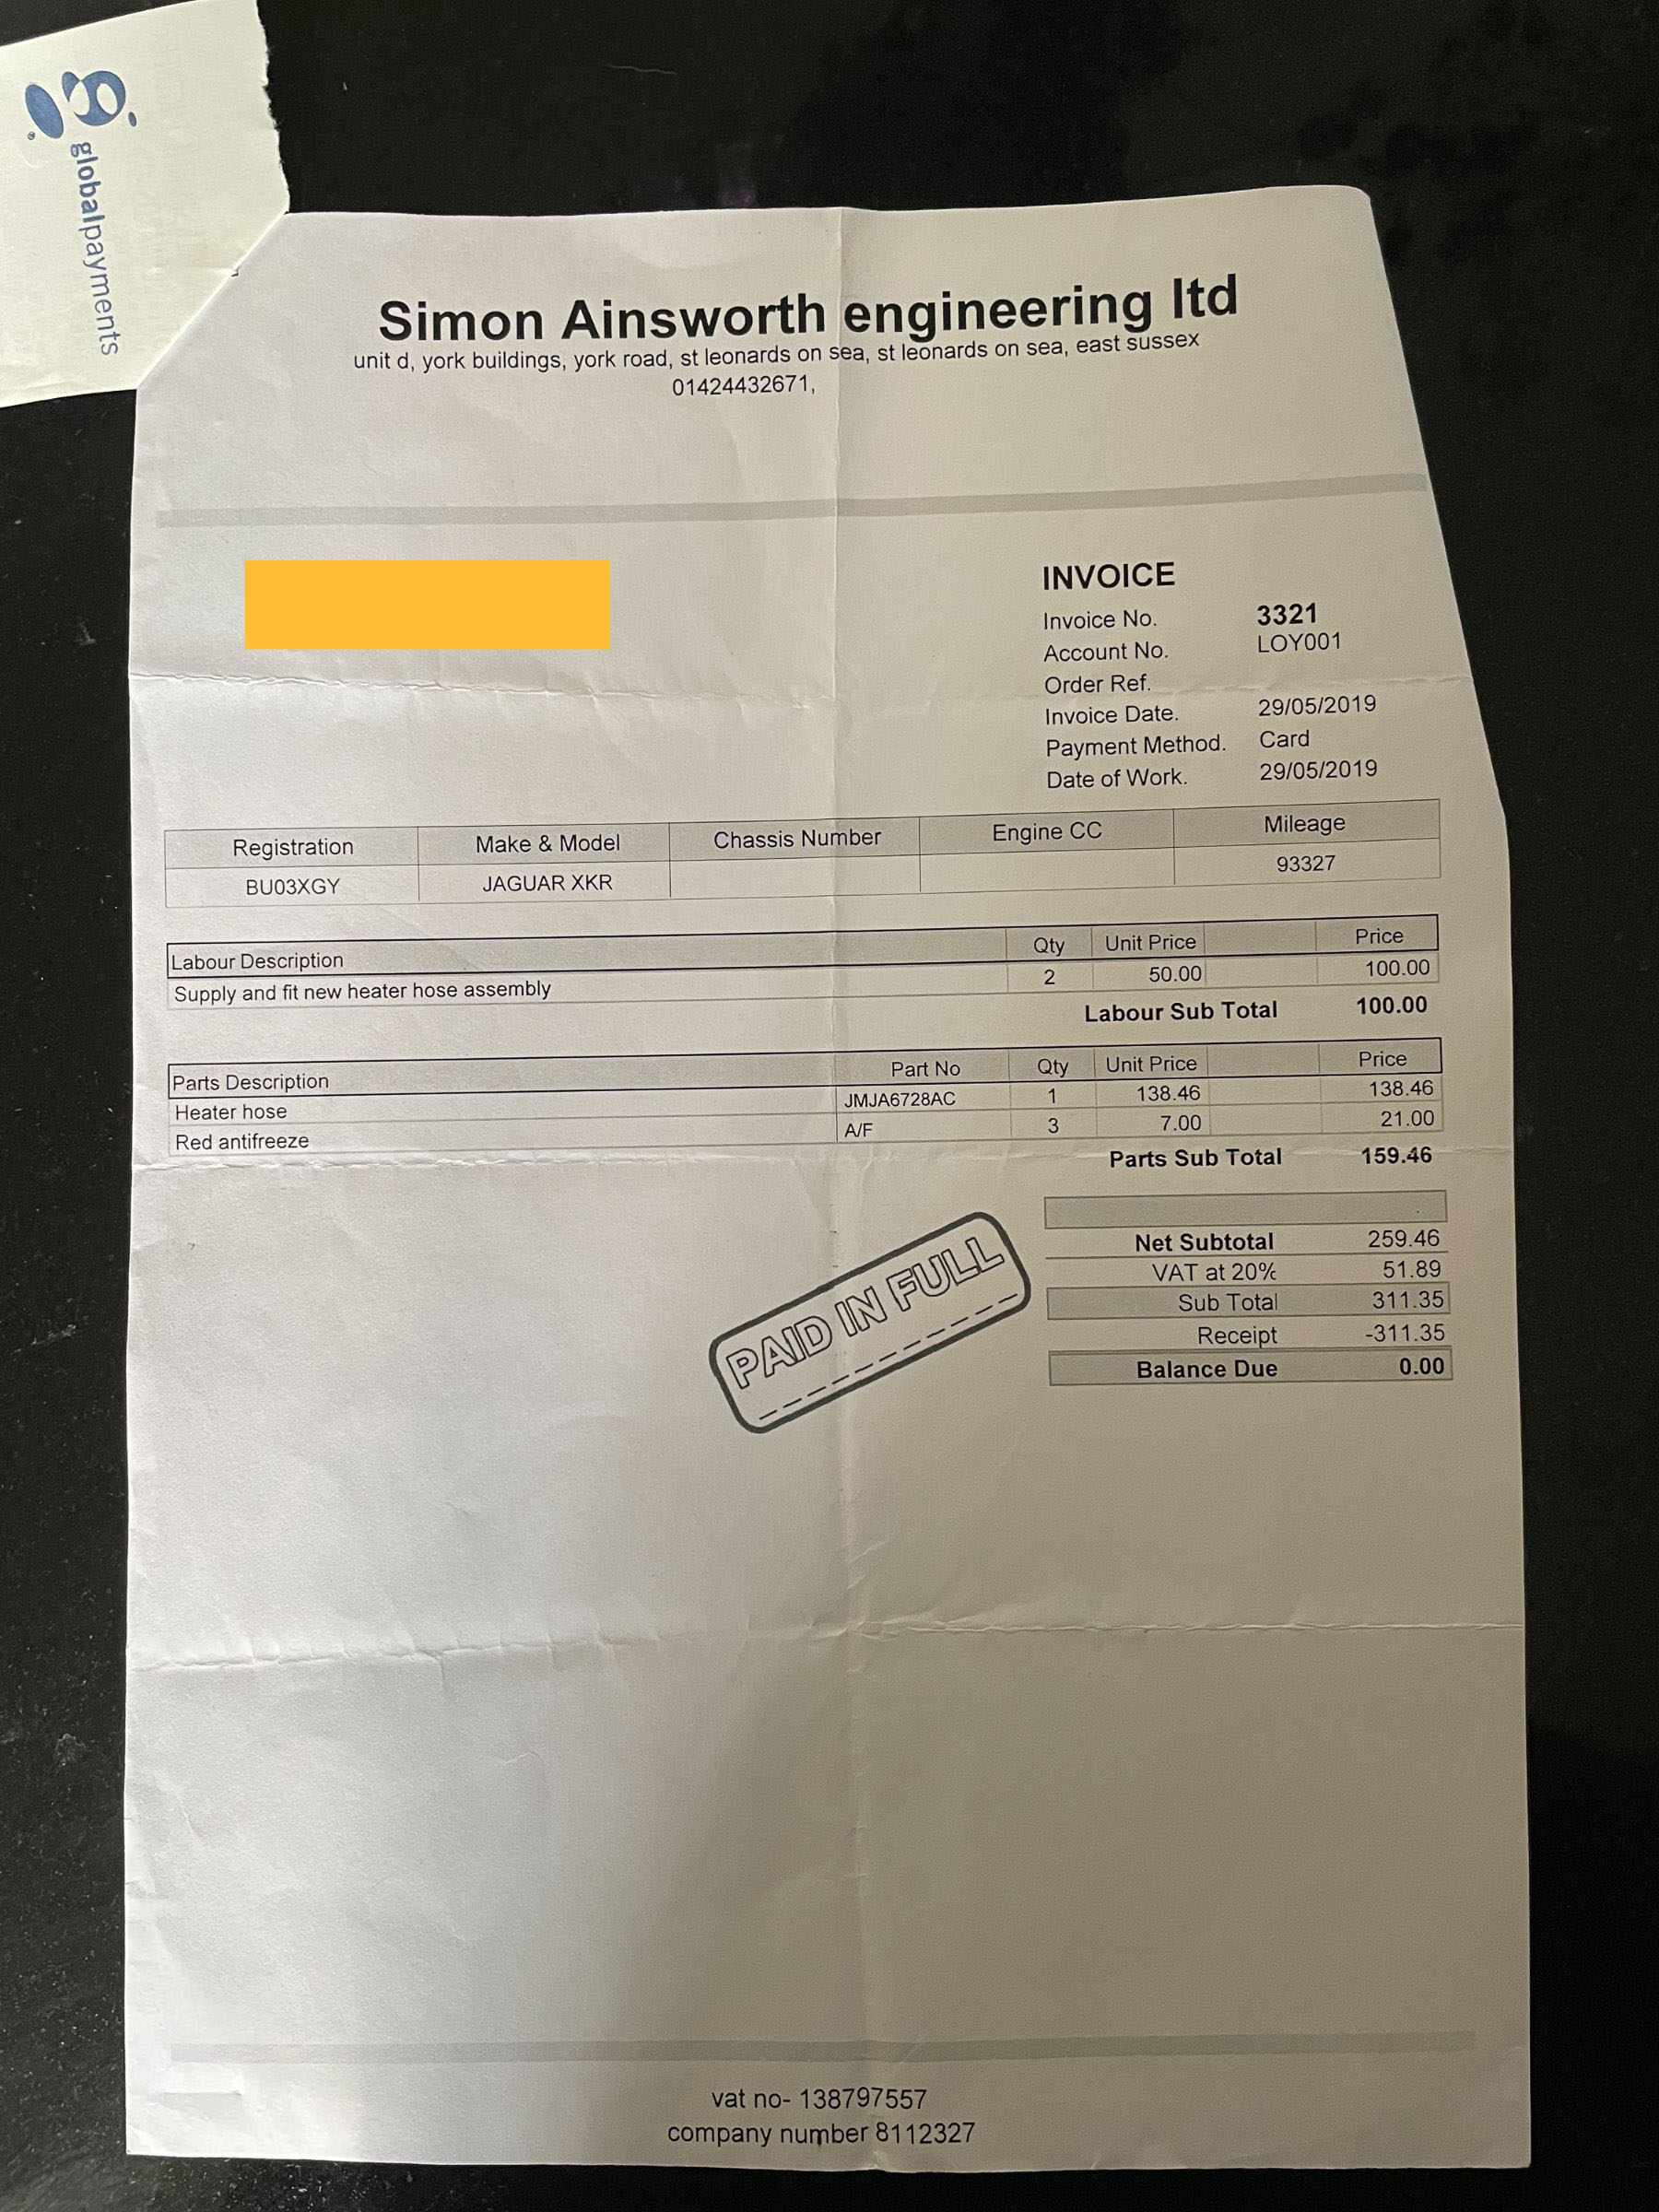 globalpayments
Simon Ainsworth engineering ltd
unit d, york buildings, york road, st leonards on sea, st leonards on sea, east sussex
01424432671,
INVOICE
Invoice No. 3321
Account No. LOY001
Order Ref.
Invoice Date. 29/05/2019
Payment Method. Card
Date of Work. 29/05/2019
Registration Make & Model Chassis Number Engine CC Mileage
BU03XGY JAGUAR XKR 93327
Labour Description Qty Unit Price Price
Supply and fit new heater hose assembly 2 50.00 100.00
Labour Sub Total 100.00
Parts Description Part No Qty Unit Price Price
Heater hose JMJA6728AC 1 138.46 138.46
Red antifreeze A/F 3 7.00 21.00
Parts Sub Total 159.46
Net Subtotal 259.46
VAT at 20% 51.89
Sub Total 311.35
Receipt -311.35
Balance Due 0.00
PAID IN FULL
vat no- 138797557
company number 8112327